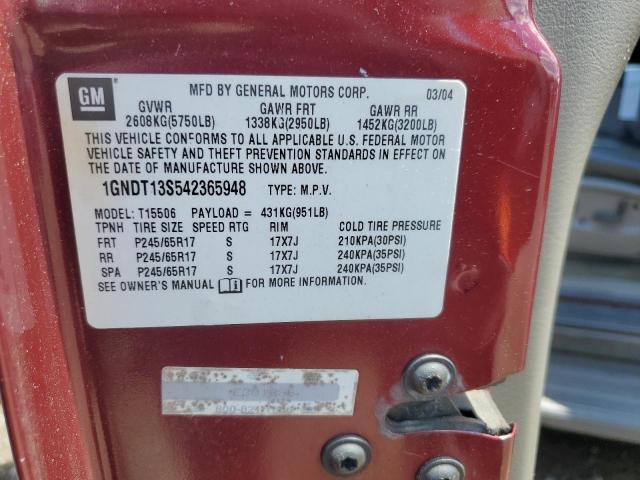 GM
MFD BY GENERAL MOTORS CORP. 03/04
GVWR GAWR FRT GAWR RR
2608KG(5750LB) 1338KG(2950LB) 1452KG(3200LB)
THIS VEHICLE CONFORMS TO ALL APPLICABLE U.S. FEDERAL MOTOR
VEHICLE SAFETY AND THEFT PREVENTION STANDARDS IN EFFECT ON
THE DATE OF MANUFACTURE SHOWN ABOVE.
1GNDT13S542365948 TYPE: M.P.V.
MODEL: T15506 PAYLOAD = 431KG(951LB)
TPNH TIRE SIZE SPEED RTG RIM COLD TIRE PRESSURE
FRT P245/65R17 S 17X7J 210KPA(30PSI)
RR P245/65R17 S 17X7J 240KPA(35PSI)
SPA P245/65R17 S 17X7J 240KPA(35PSI)
SEE OWNER'S MANUAL FOR MORE INFORMATION.